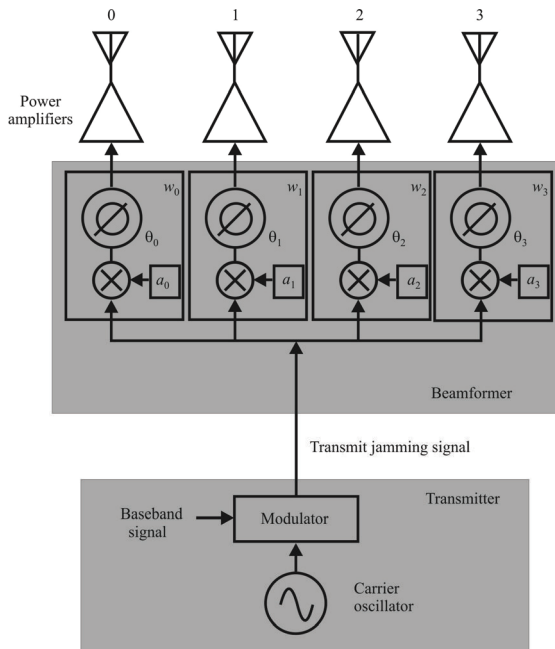 0 1 2 3
Power
amplifiers
w0 w1 w2 w3
θ0 θ1 θ2 θ3
a0 a1 a2 a3
Beamformer
Transmit jamming signal
Transmitter
Baseband
signal
Modulator
Carrier
oscillator